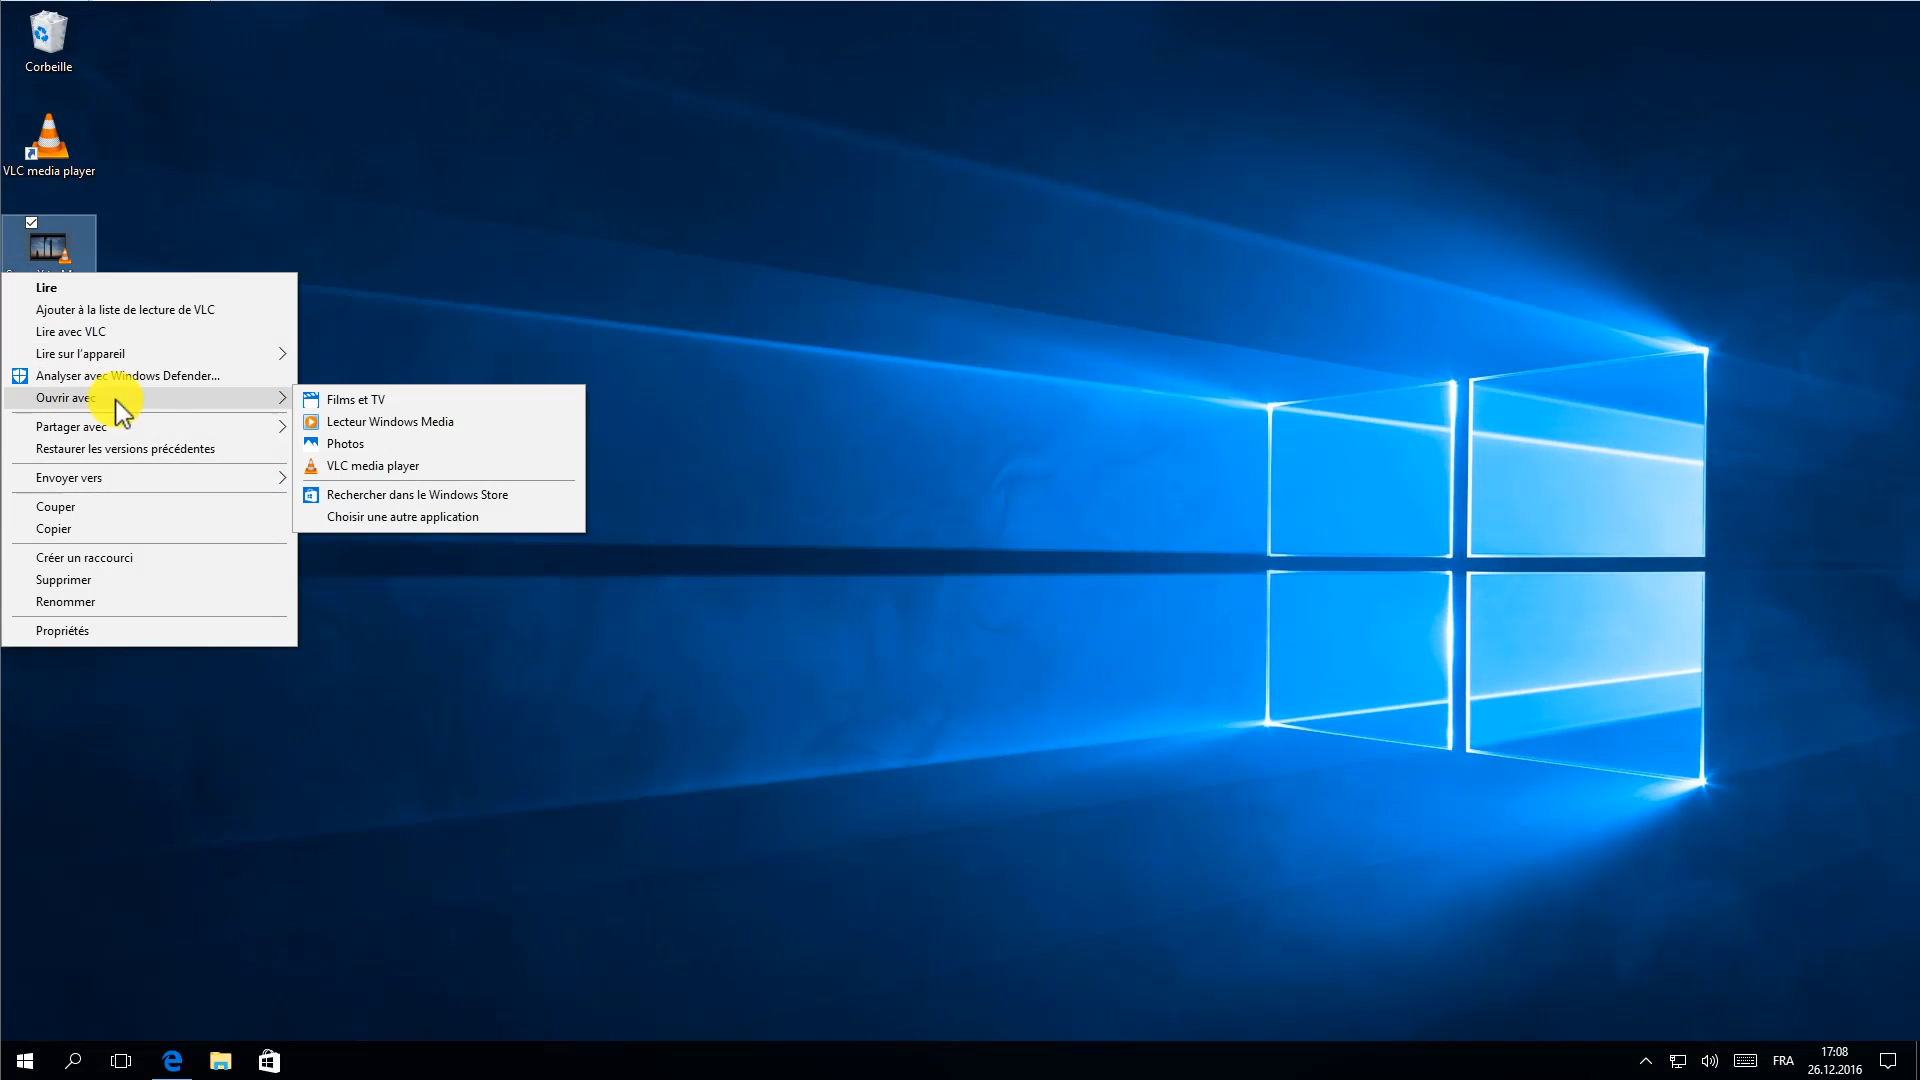 Corbeille
VLC media player
Lire
Ajouter à la liste de lecture de VLC
Lire avec VLC
Lire sur l'appareil
Analyser avec Windows Defender...
Ouvrir avec
Partager avec
Restaurer les versions précédentes
Envoyer vers
Couper
Copier
Créer un raccourci
Supprimer
Renommer
Propriétés
Films et TV
Lecteur Windows Media
Photos
VLC media player
Rechercher dans le Windows Store
Choisir une autre application
FRA
17:08
26.12.2016